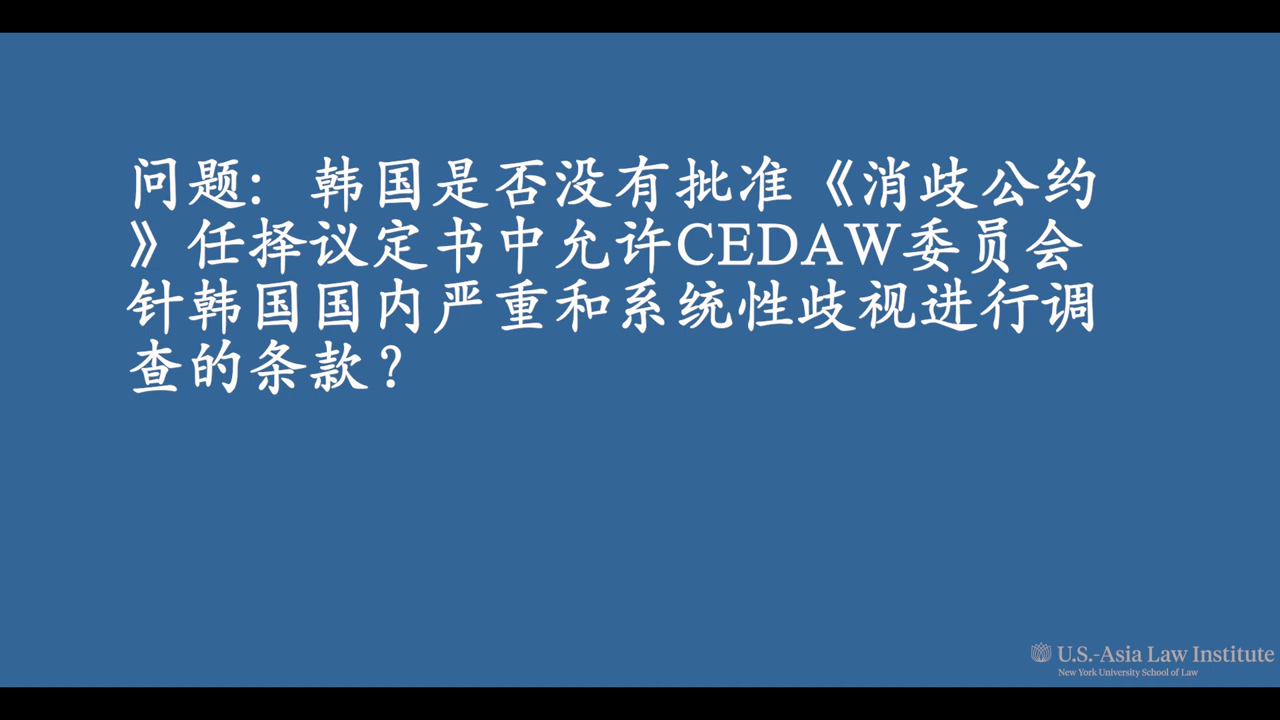 问题：韩国是否没有批准《消歧公约
》任择议定书中允许CEDAW委员会
针韩国国内严重和系统性歧视进行调
查的条款？
U.S.-Asia Law Institute
New York University School of Law